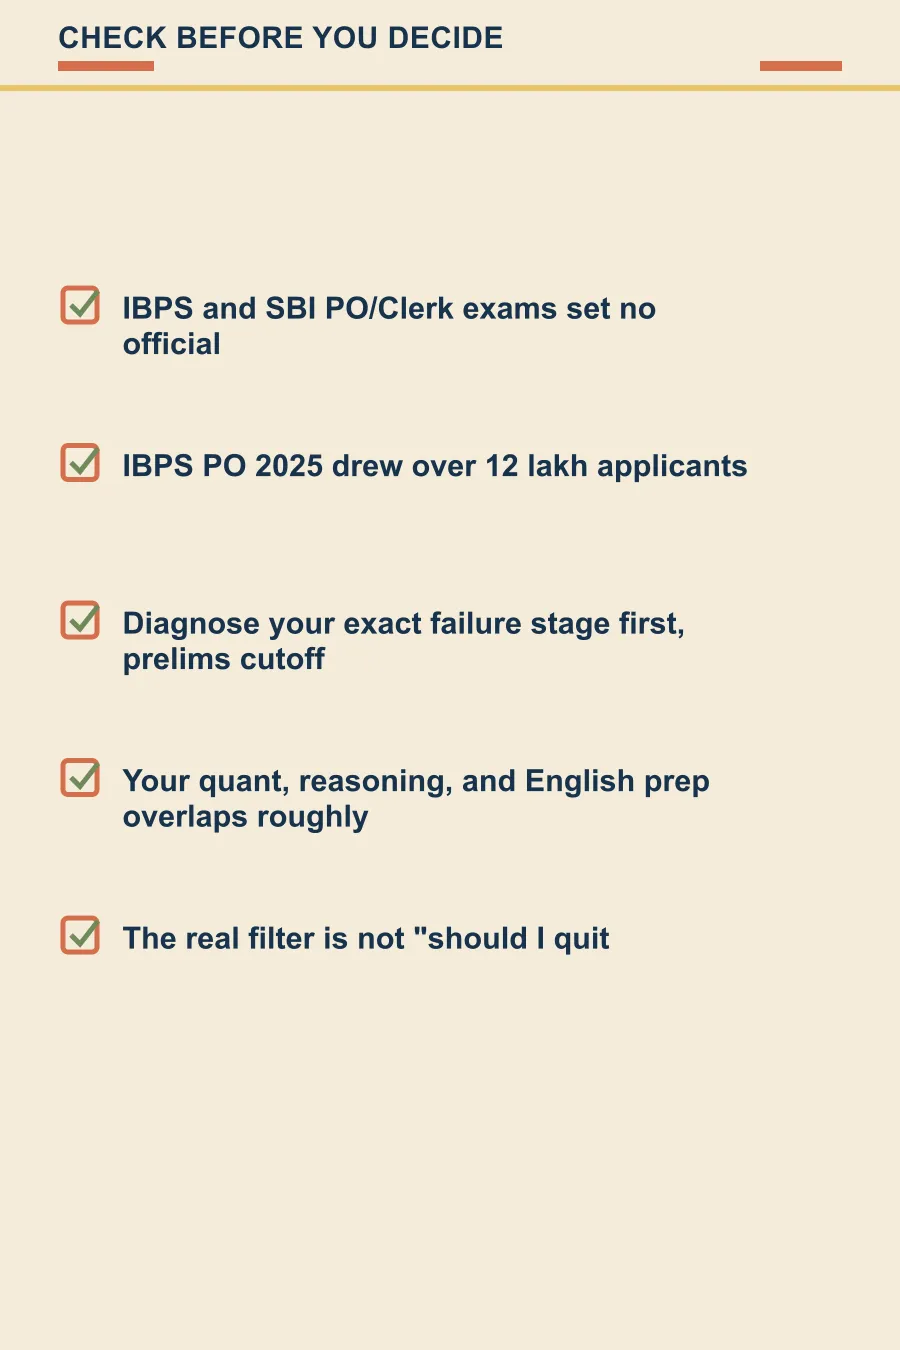 CHECK BEFORE YOU DECIDE
IBPS and SBI PO/Clerk exams set no
official
IBPS PO 2025 drew over 12 lakh applicants
Diagnose your exact failure stage first,
prelims cutoff
Your quant, reasoning, and English prep
overlaps roughly
The real filter is not "should I quit